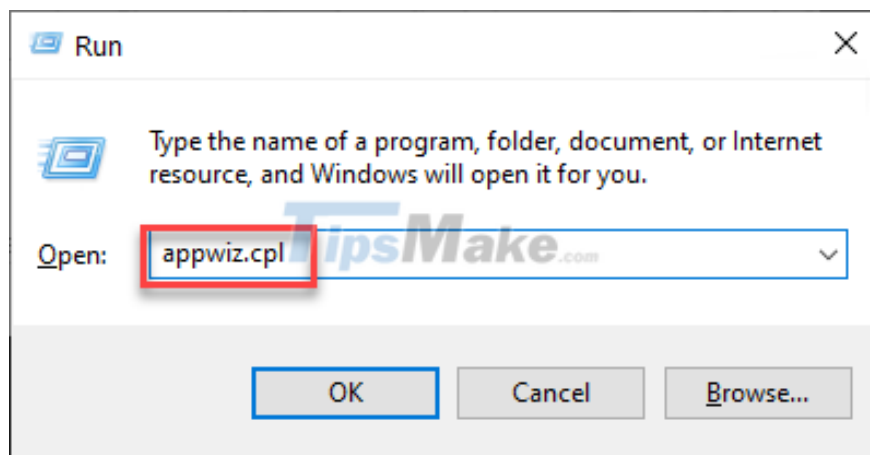 Run
Type the name of a program, folder, document, or Internet
resource, and Windows will open it for you.
TipsMake.com
Open: appwiz.cpl
OK Cancel Browse...